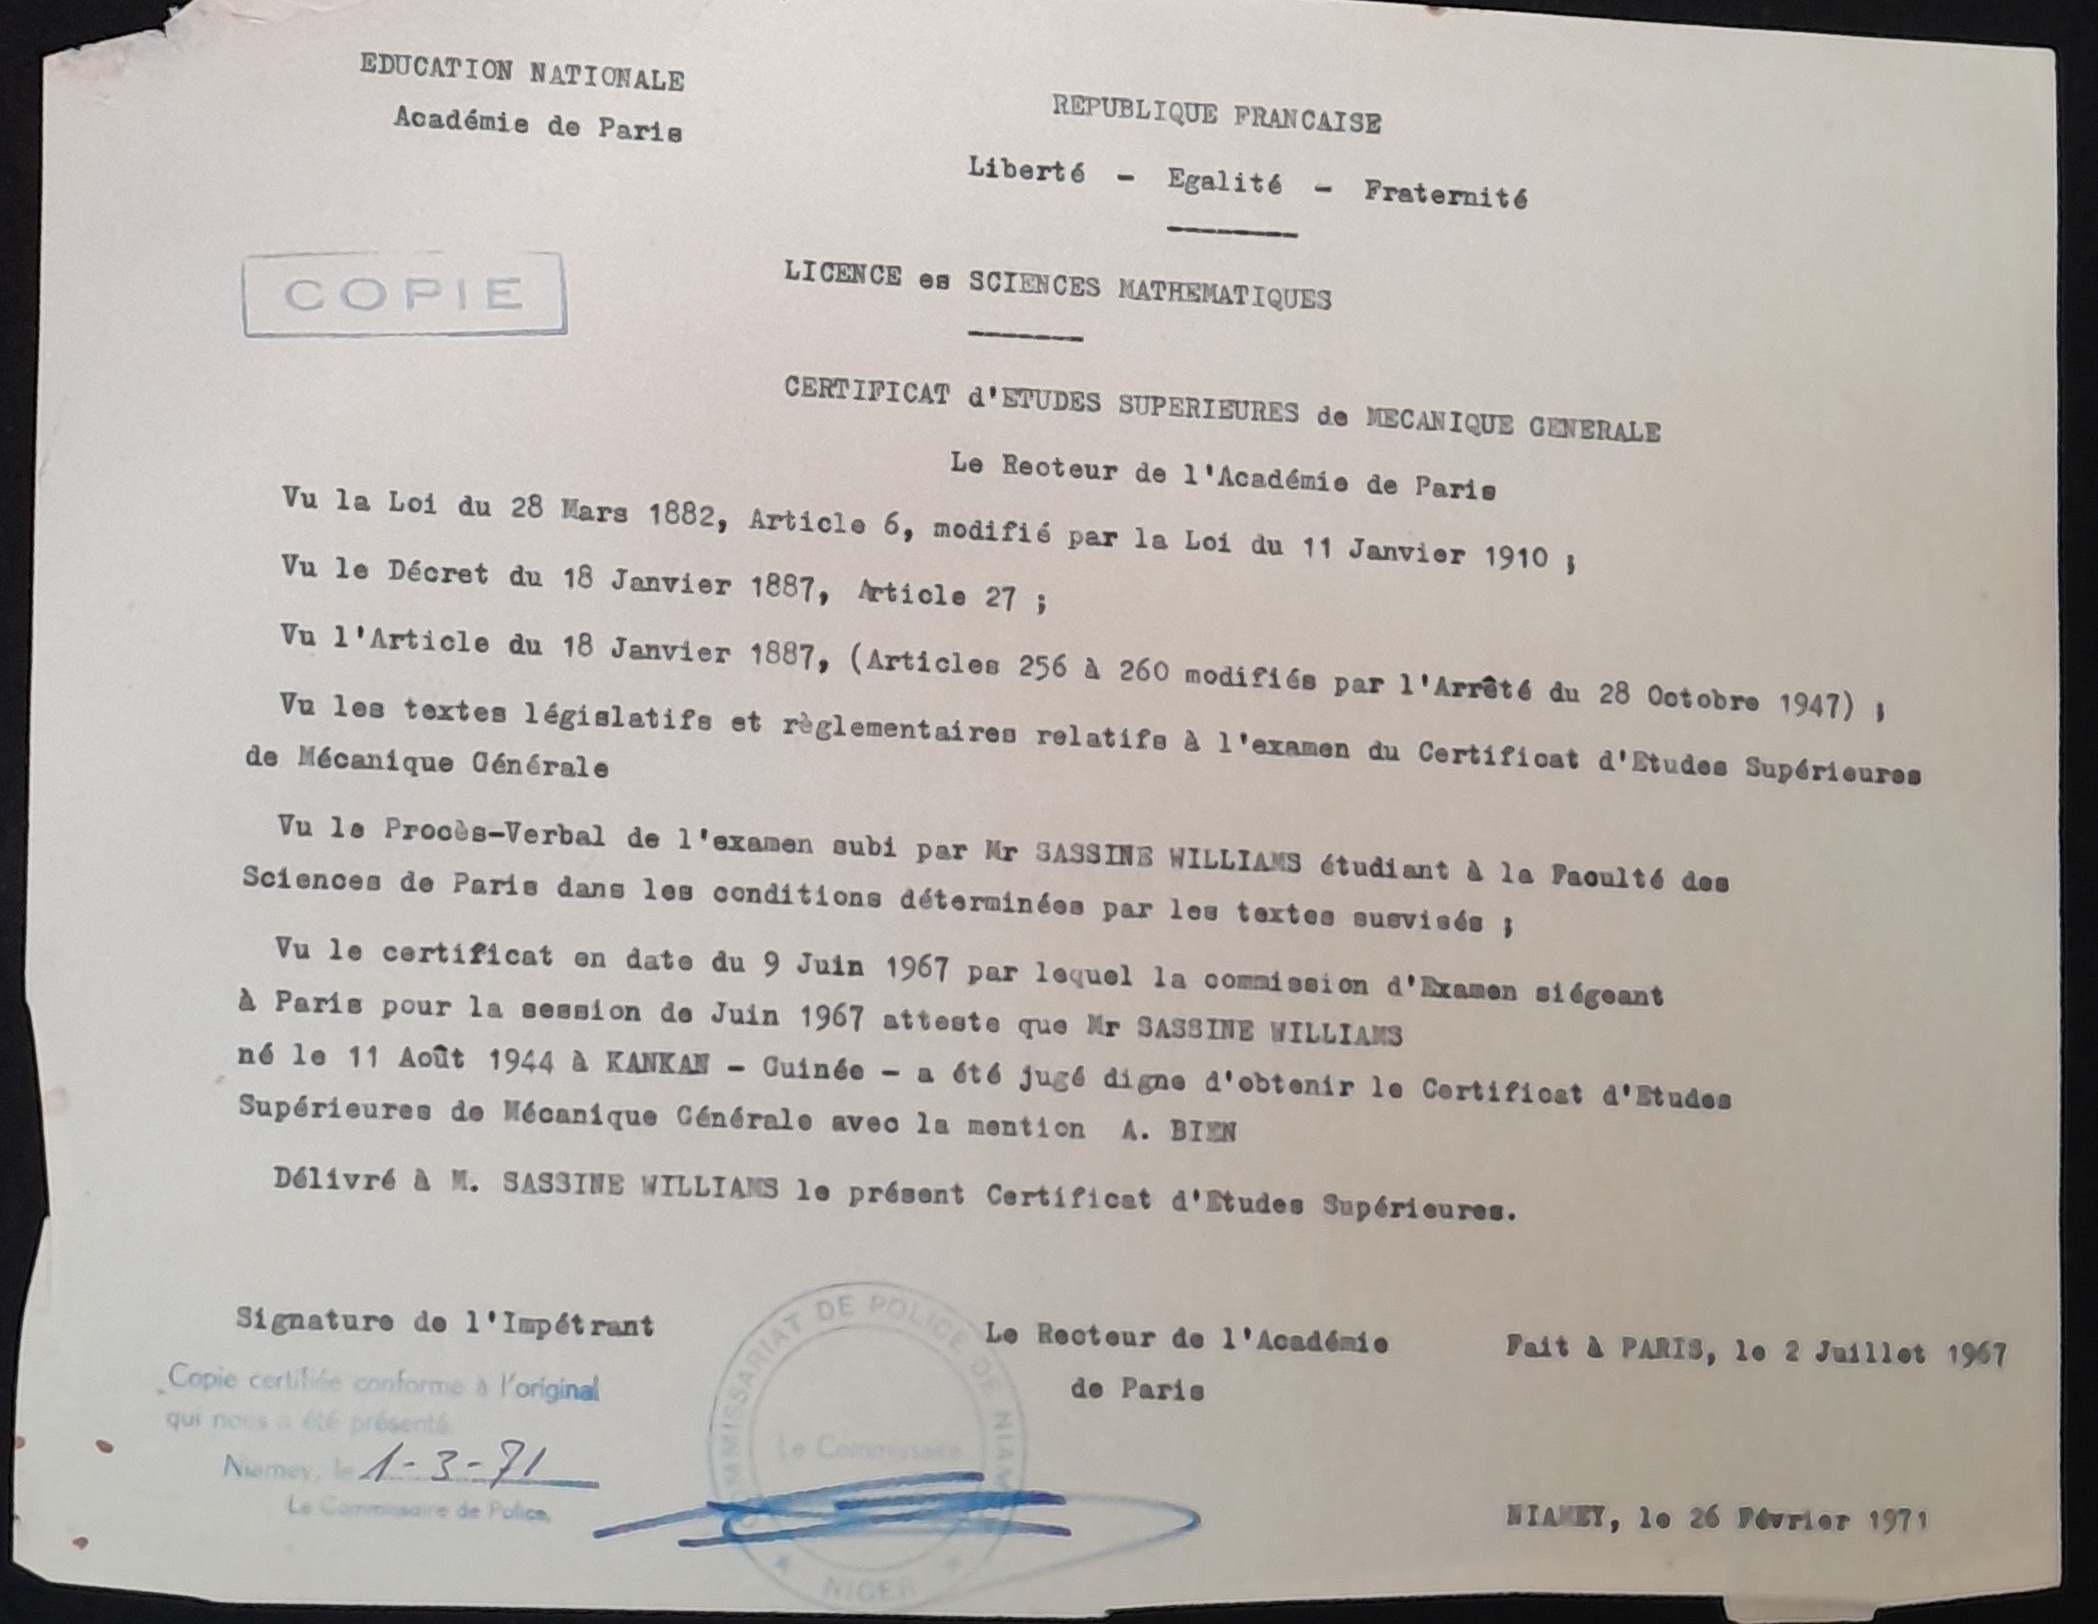 EDUCATION NATIONALE
Académie de Paris
REPUBLIQUE FRANCAISE
Liberté - Egalité - Fraternité
COPIE
LICENCE es SCIENCES MATHEMATIQUES
CERTIFICAT d'ETUDES SUPERIEURES de MECANIQUE GENERALE
Le Recteur de l'Académie de Paris
Vu la Loi du 28 Mars 1882, Article 6, modifié par la Loi du 11 Janvier 1910 ;
Vu le Décret du 18 Janvier 1887, Article 27 ;
Vu l'Article du 18 Janvier 1887, (Articles 256 à 260 modifiés par l'Arrêté du 28 Octobre 1947) ;
Vu les textes législatifs et règlementaires relatifs à l'examen du Certificat d'Etudes Supérieures
de Mécanique Générale
Vu le Procès-Verbal de l'examen subi par Mr SASSINE WILLIAMS étudiant à la Faculté des
Sciences de Paris dans les conditions déterminées par les textes susvisés ;
Vu le certificat en date du 9 Juin 1967 par lequel la commission d'Examen siégeant
à Paris pour la session de Juin 1967 atteste que Mr SASSINE WILLIAMS
né le 11 Août 1944 à KANKAN - Guinée - a été jugé digne d'obtenir le Certificat d'Etudes
Supérieures de Mécanique Générale avec la mention A. BIEN
Délivré à M. SASSINE WILLIAMS le présent Certificat d'Etudes Supérieures.
Signature de l'Impétrant
Le Recteur de l'Académie
de Paris
Fait à PARIS, le 2 Juillet 1967
Copie certifiée conforme à l'original
qui nous a été présenté.
Niamey, le 1-3-71
Le Commissaire de Police,
COMMISSARIAT DE POLICE DE NIAMEY
Le Commissaire
NIGER
NIAMEY, le 26 Février 1971